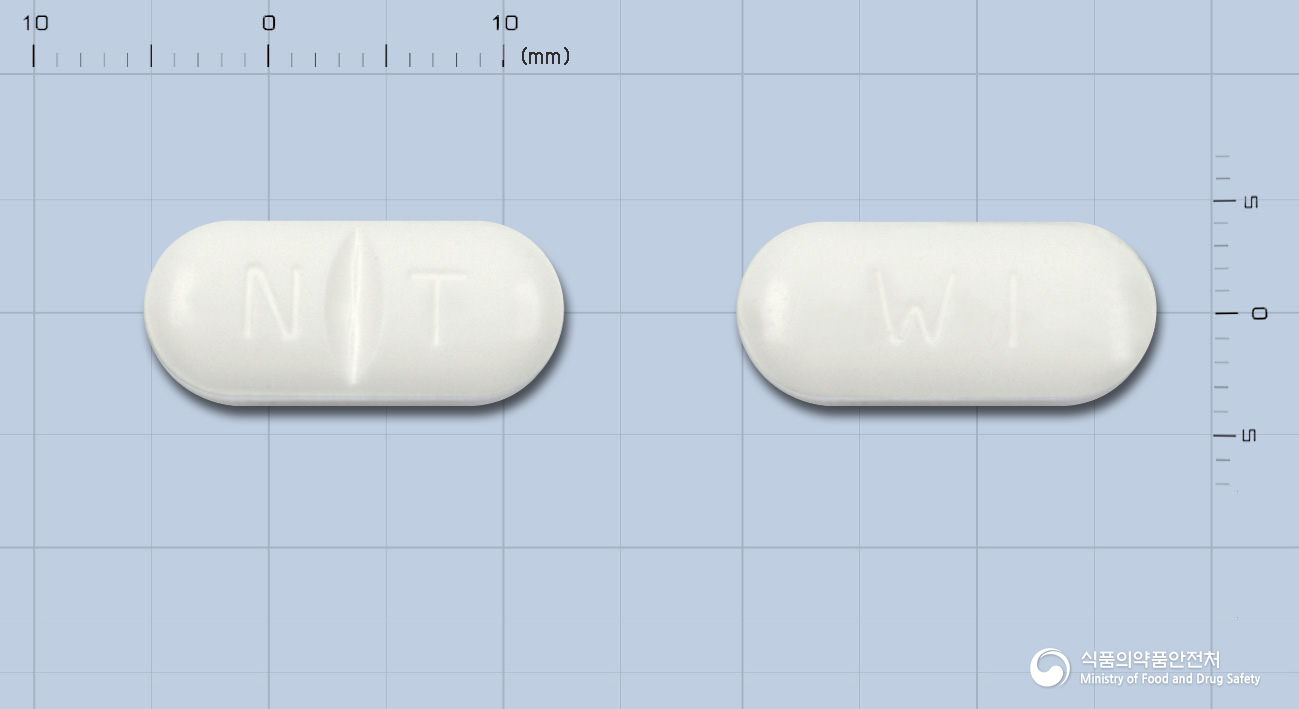 10 0 10
(mm)
N T
W I
5
0
5
식품의약품안전처
Ministry of Food and Drug Safety